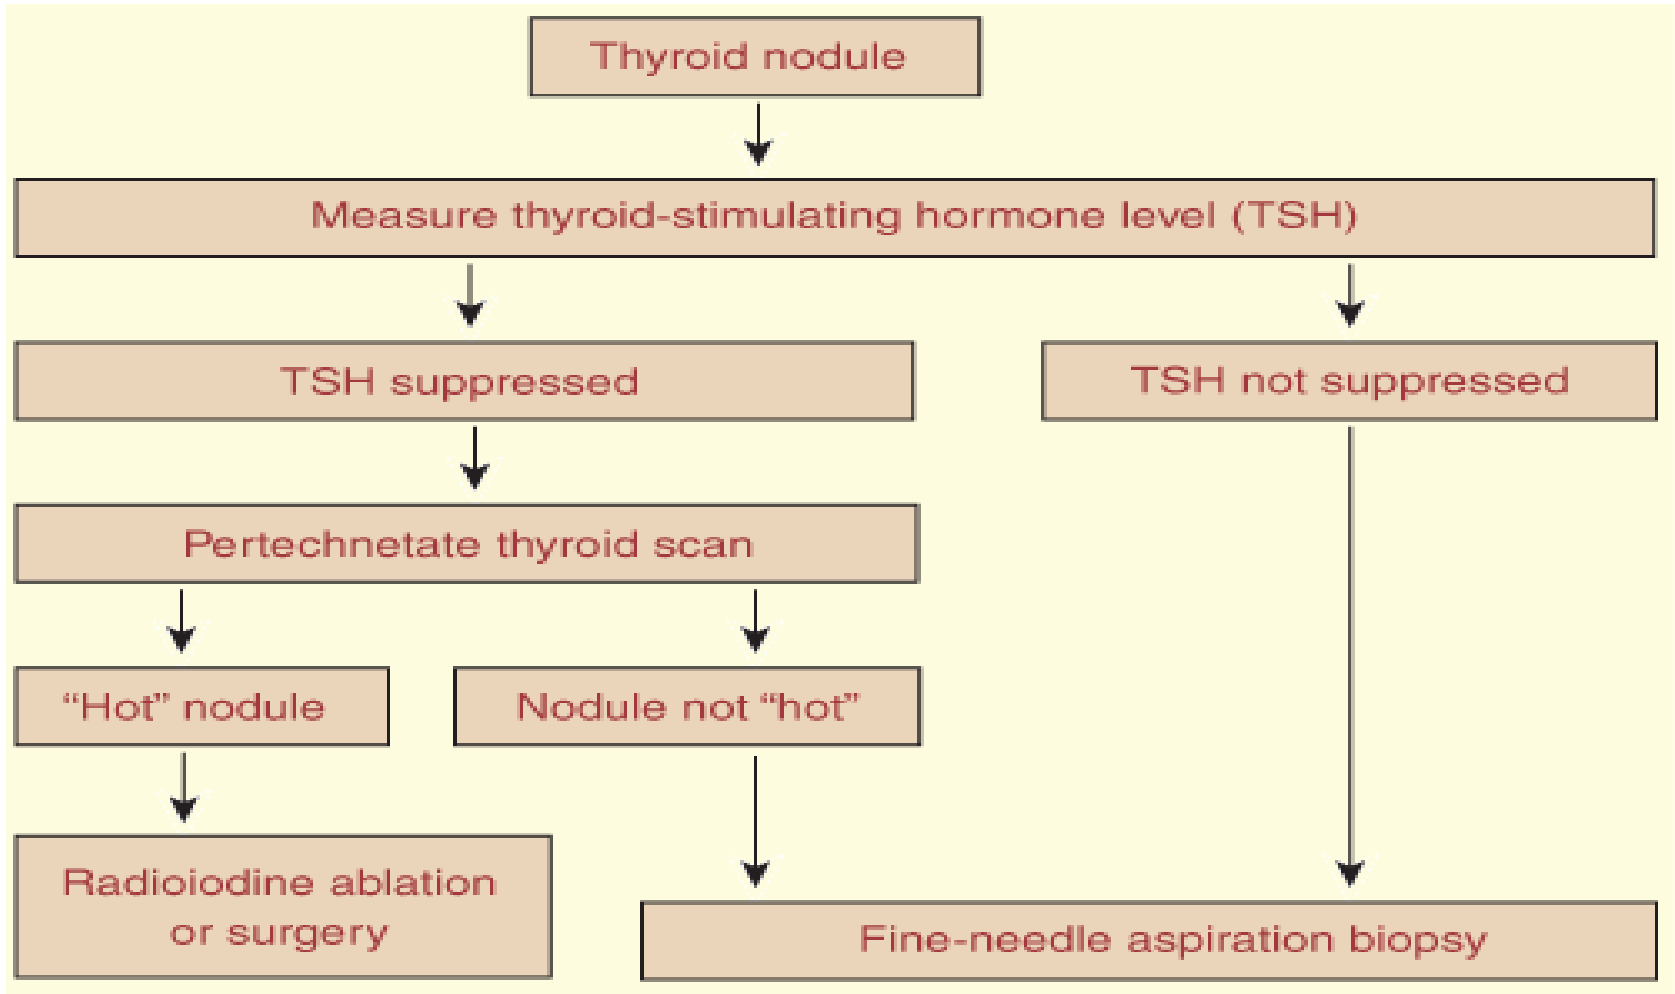 Thyroid nodule
Measure thyroid-stimulating hormone level (TSH)
TSH suppressed
TSH not suppressed
Pertechnetate thyroid scan
“Hot” nodule
Nodule not “hot”
Radioiodine ablation
or surgery
Fine-needle aspiration biopsy